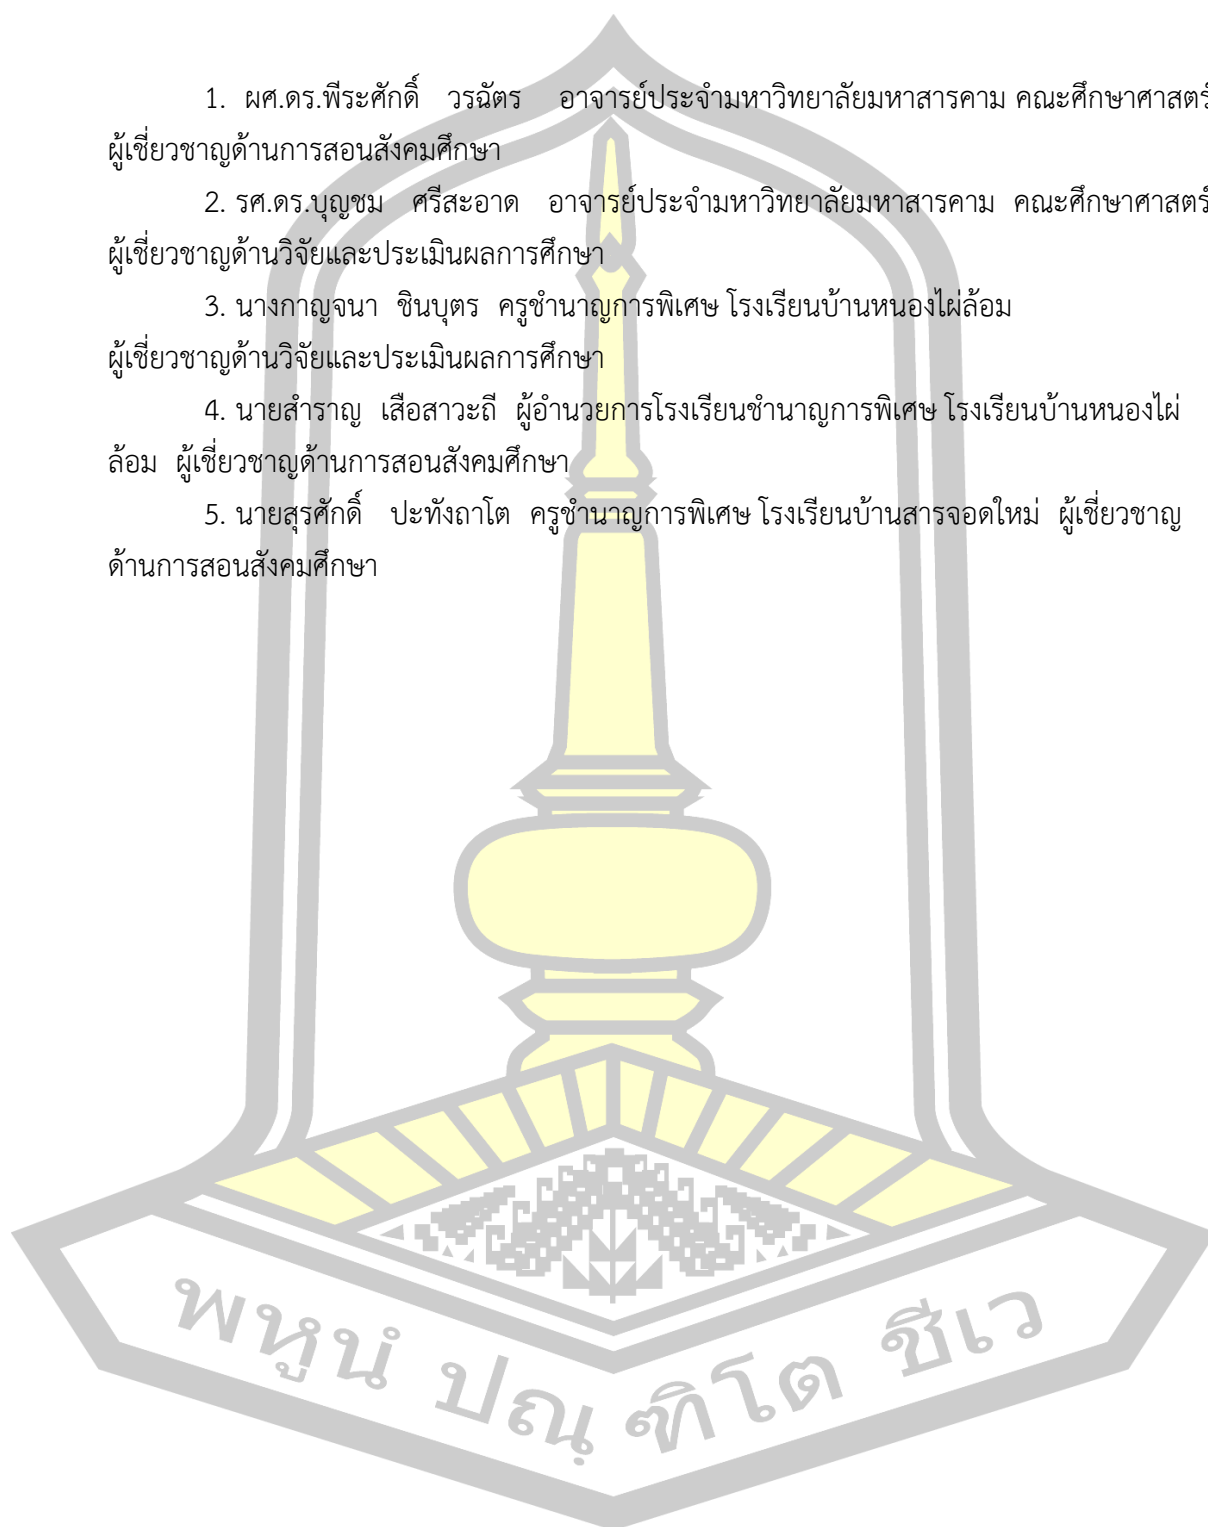 1. ผศ.ดร.พีระศักดิ์ วรฉัตร อาจารย์ประจำมหาวิทยาลัยมหาสารคาม คณะศึกษาศาสตร์
ผู้เชี่ยวชาญด้านการสอนสังคมศึกษา
2. รศ.ดร.บุญชม ศรีสะอาด อาจารย์ประจำมหาวิทยาลัยมหาสารคาม คณะศึกษาศาสตร์
ผู้เชี่ยวชาญด้านวิจัยและประเมินผลการศึกษา
3. นางกาญจนา ชินบุตร ครูชำนาญการพิเศษ โรงเรียนบ้านหนองไผ่ล้อม
ผู้เชี่ยวชาญด้านวิจัยและประเมินผลการศึกษา
4. นายสำราญ เสือสาวะถี ผู้อำนวยการโรงเรียนชำนาญการพิเศษ โรงเรียนบ้านหนองไผ่
ล้อม ผู้เชี่ยวชาญด้านการสอนสังคมศึกษา
5. นายสุรศักดิ์ ปะทังถาโต ครูชำนาญการพิเศษ โรงเรียนบ้านสารจอดใหม่ ผู้เชี่ยวชาญ
ด้านการสอนสังคมศึกษา
พหูนํ ปณฺ ฑิโต ชีเว